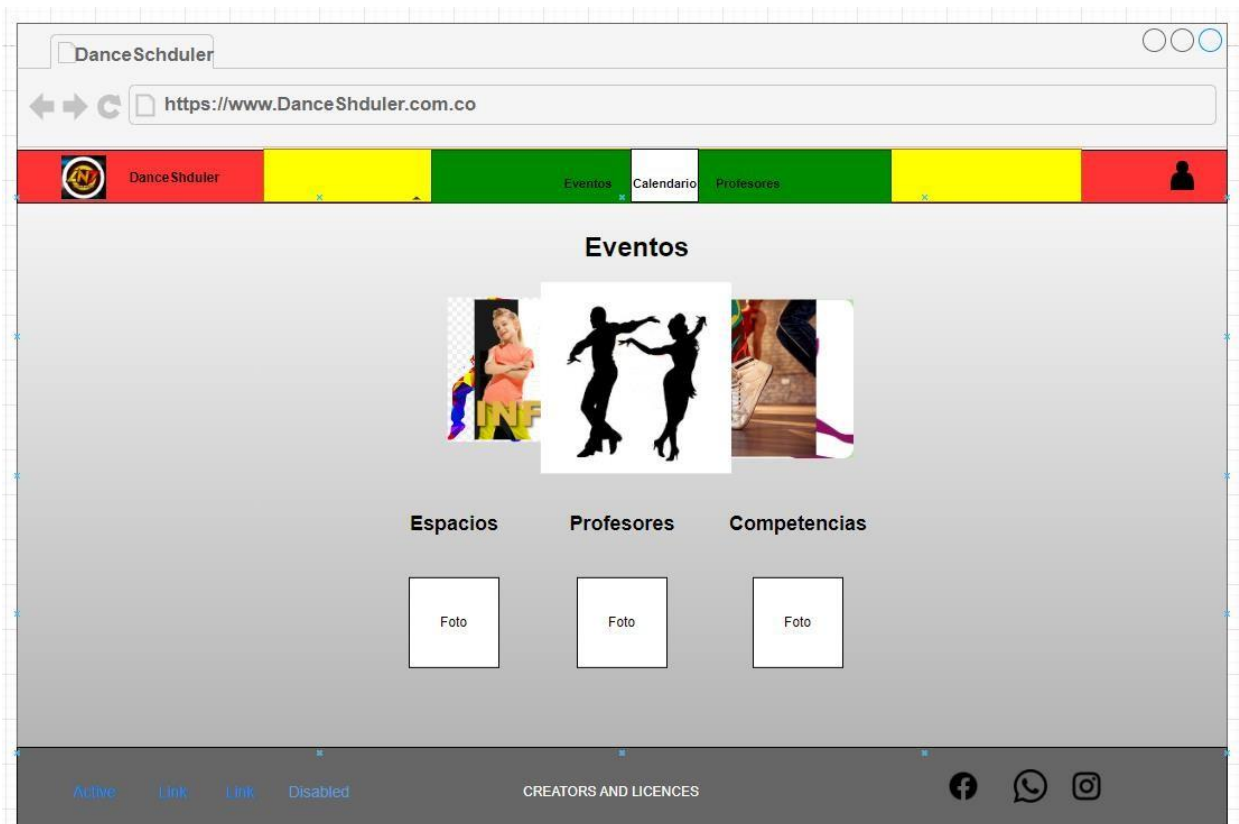 DanceSchduler
https://www.DanceShduler.com.co
DanceShduler
Eventos Calendario Profesores
Eventos
INF
Espacios Profesores Competencias
Foto Foto Foto
Active Link Link Disabled CREATORS AND LICENCES